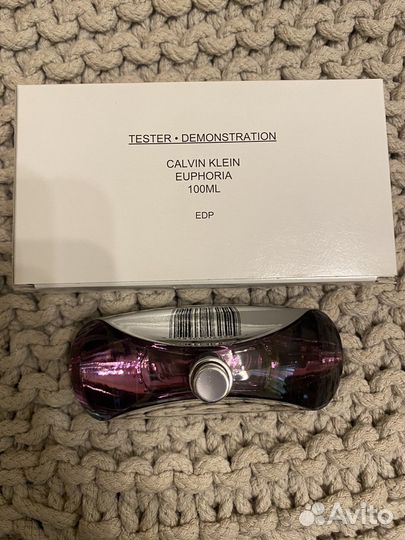 TESTER • DEMONSTRATION
CALVIN KLEIN
EUPHORIA
100ML
EDP
Avito